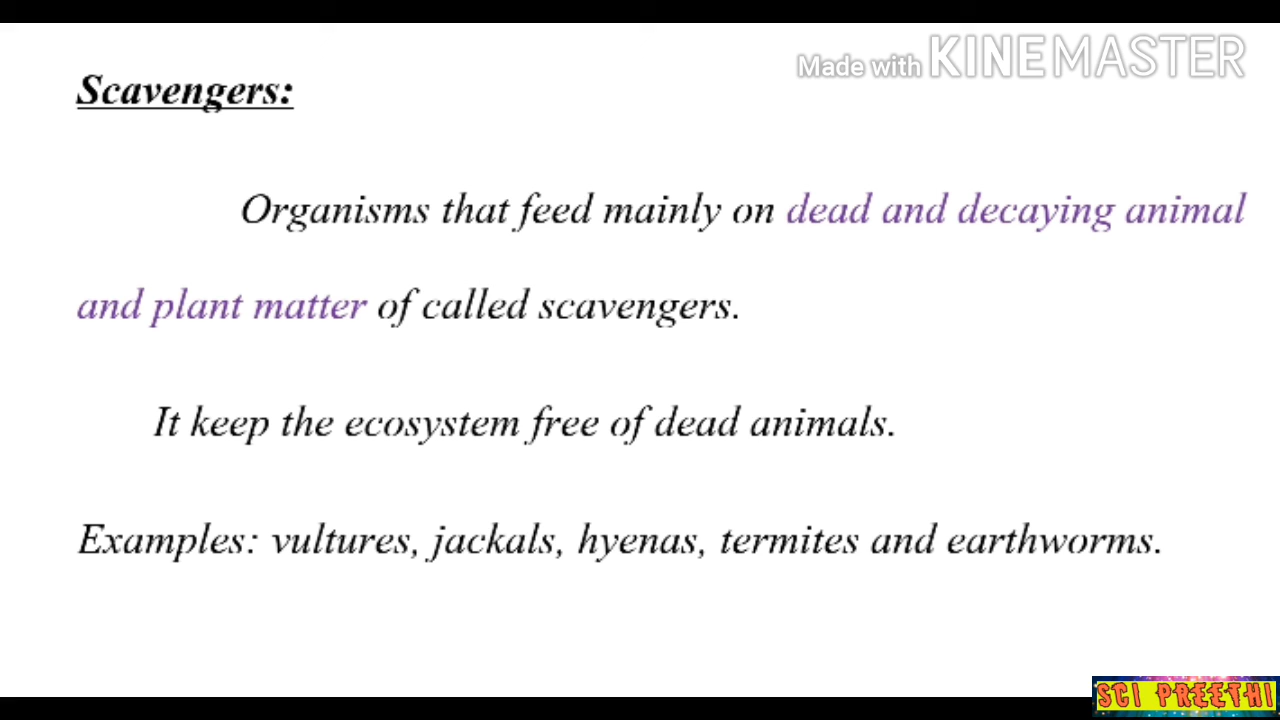 Made with KINEMASTER
Scavengers:
Organisms that feed mainly on dead and decaying animal
and plant matter of called scavengers.
It keep the ecosystem free of dead animals.
Examples: vultures, jackals, hyenas, termites and earthworms.
SCI PREETHI